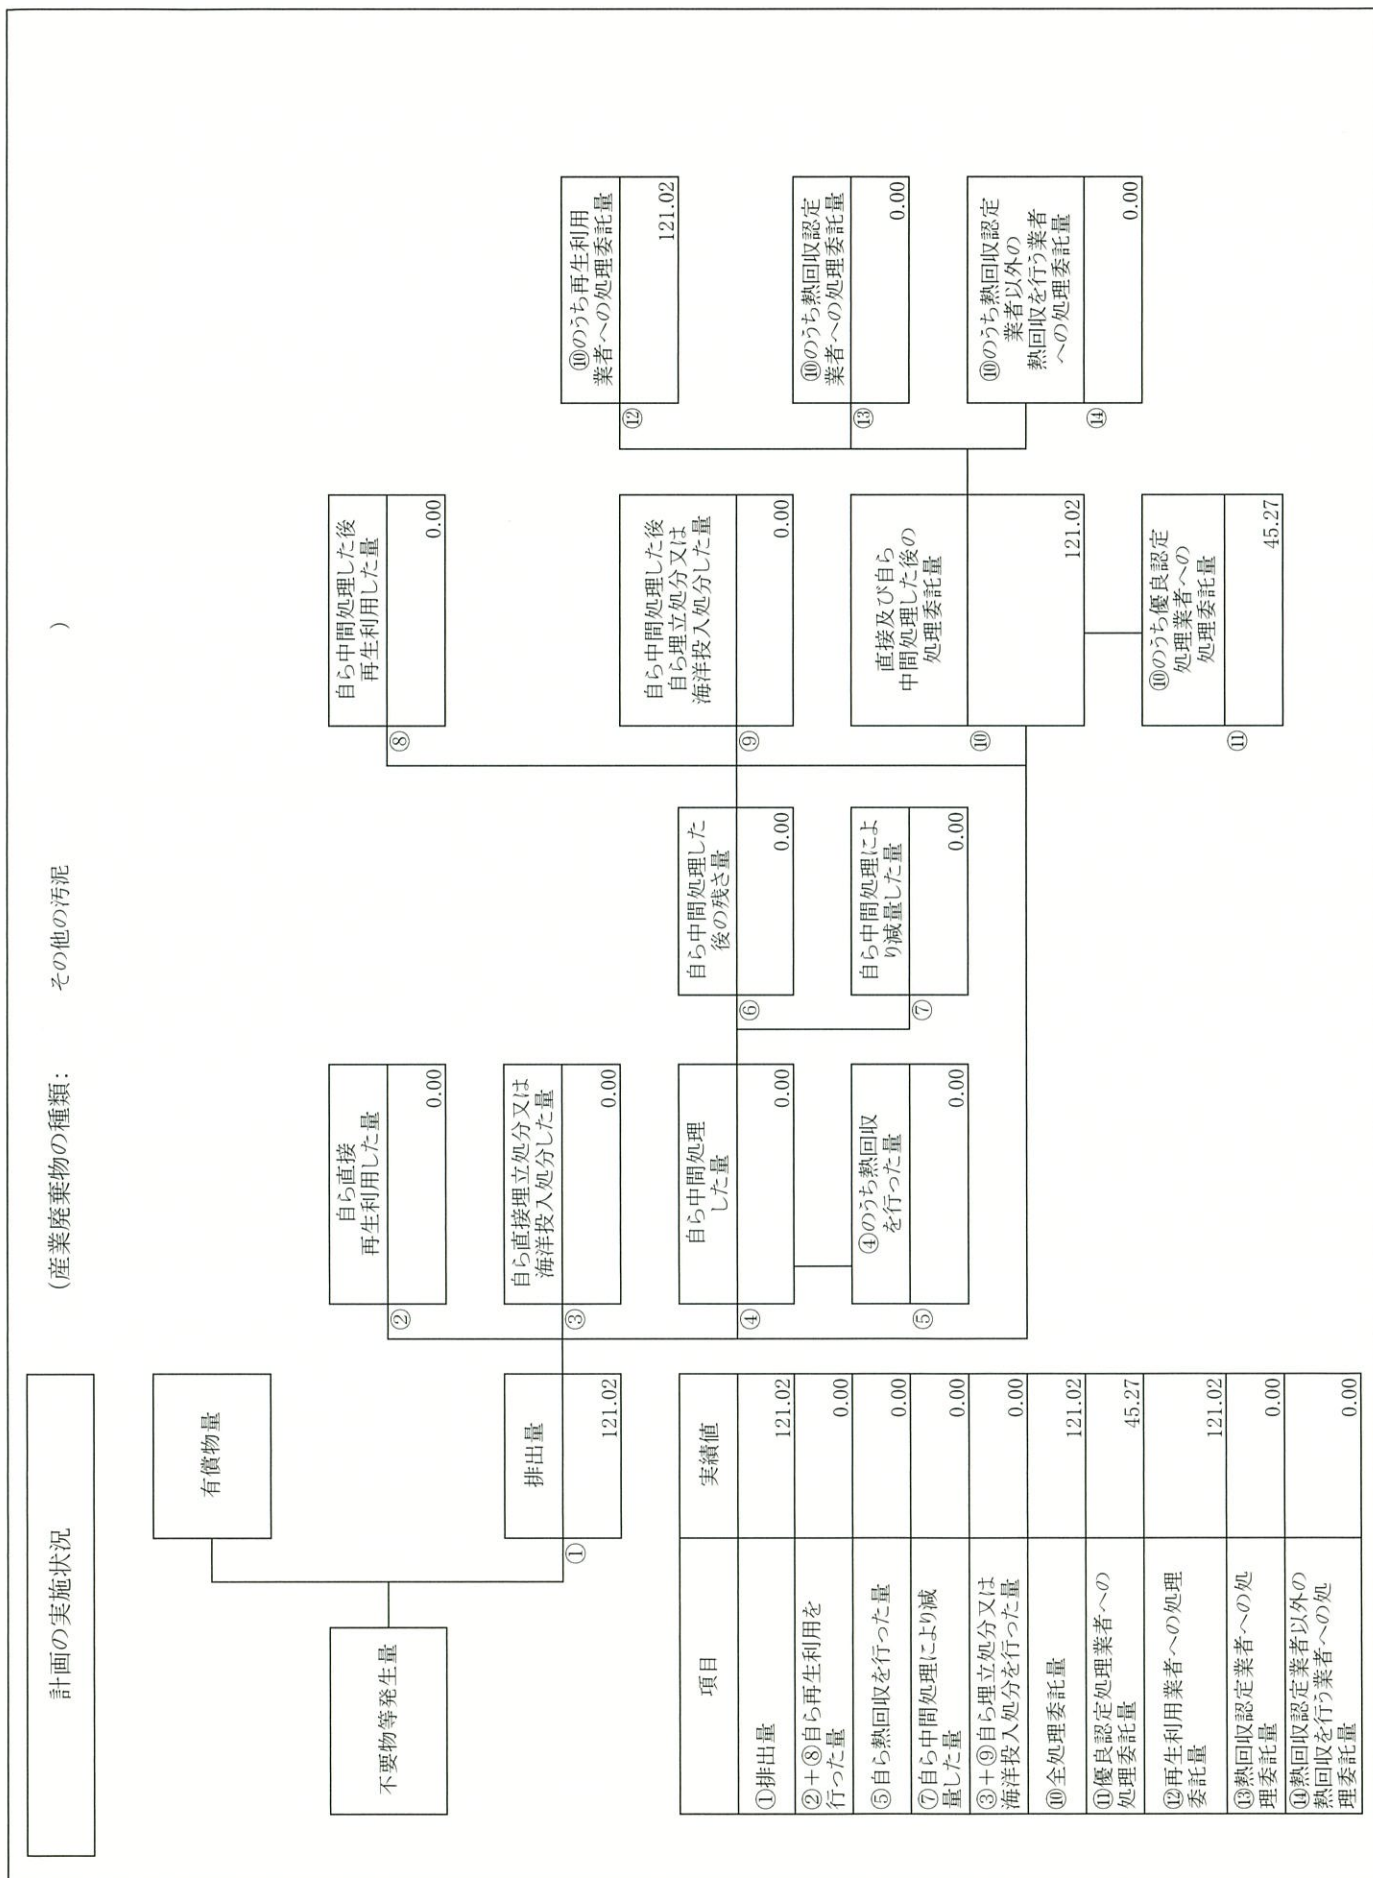 計画の実施状況
(産業廃棄物の種類: その他の汚泥 )
不要物等発生量
有償物量
①
排出量
121.02
②
自ら直接
再生利用した量
0.00
③
自ら直接埋立処分又は
海洋投入処分した量
0.00
④
自ら中間処理
した量
0.00
⑤
④のうち熱回収
を行った量
0.00
⑥
自ら中間処理した
後の残さ量
0.00
⑦
自ら中間処理によ
り減量した量
0.00
⑧
自ら中間処理した後
再生利用した量
0.00
⑨
自ら中間処理した後
自ら埋立処分又は
海洋投入処分した量
0.00
⑩
直接及び自ら
中間処理した後の
処理委託量
121.02
⑪
⑩のうち優良認定
処理業者への
処理委託量
45.27
⑫
⑩のうち再生利用
業者への処理委託量
121.02
⑬
⑩のうち熱回収認定
業者への処理委託量
0.00
⑭
⑩のうち熱回収認定
業者以外の
熱回収を行う業者
への処理委託量
0.00
項目 実績値
①排出量 121.02
②+⑧自ら再生利用を
行った量 0.00
⑤自ら熱回収を行った量 0.00
⑦自ら中間処理により減
量した量 0.00
③+⑨自ら埋立処分又は
海洋投入処分を行った量 0.00
⑩全処理委託量 121.02
⑪優良認定処理業者への
処理委託量 45.27
⑫再生利用業者への処理
委託量 121.02
⑬熱回収認定業者への処
理委託量 0.00
⑭熱回収認定業者以外の
熱回収を行う業者への処
理委託量 0.00